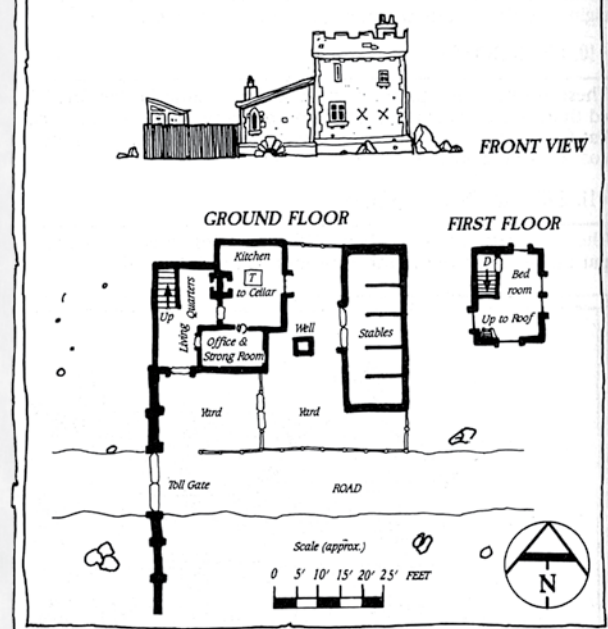 FRONT VIEW
GROUND FLOOR
FIRST FLOOR
Kitchen
T
to Cellar
Up
Living Quarters
Office &
Strong Room
Well
Stables
D
Bed
room
Up to Roof
Yard
Yard
Toll Gate
ROAD
Scale (approx.)
0 5' 10' 15' 20' 25' FEET
N